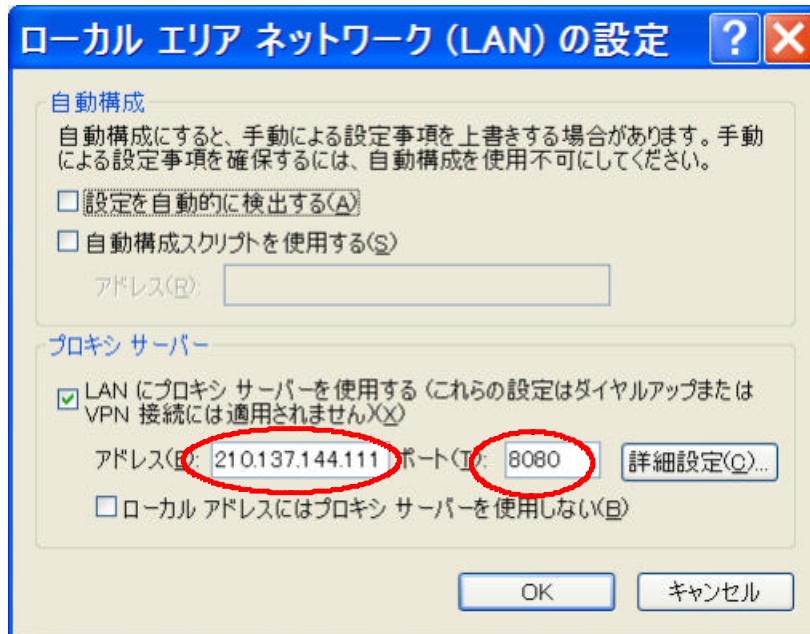 ローカル エリア ネットワーク (LAN) の設定
自動構成
自動構成にすると、手動による設定事項を上書きする場合があります。手動
による設定事項を確保するには、自動構成を使用不可にしてください。
設定を自動的に検出する(A)
自動構成スクリプトを使用する(S)
アドレス(R):
プロキシ サーバー
LAN にプロキシ サーバーを使用する (これらの設定はダイヤルアップまたは
VPN 接続には適用されません)(X)
アドレス(E): 210.137.144.111 ポート(T): 8080 詳細設定(C)...
ローカル アドレスにはプロキシ サーバーを使用しない(B)
OK キャンセル